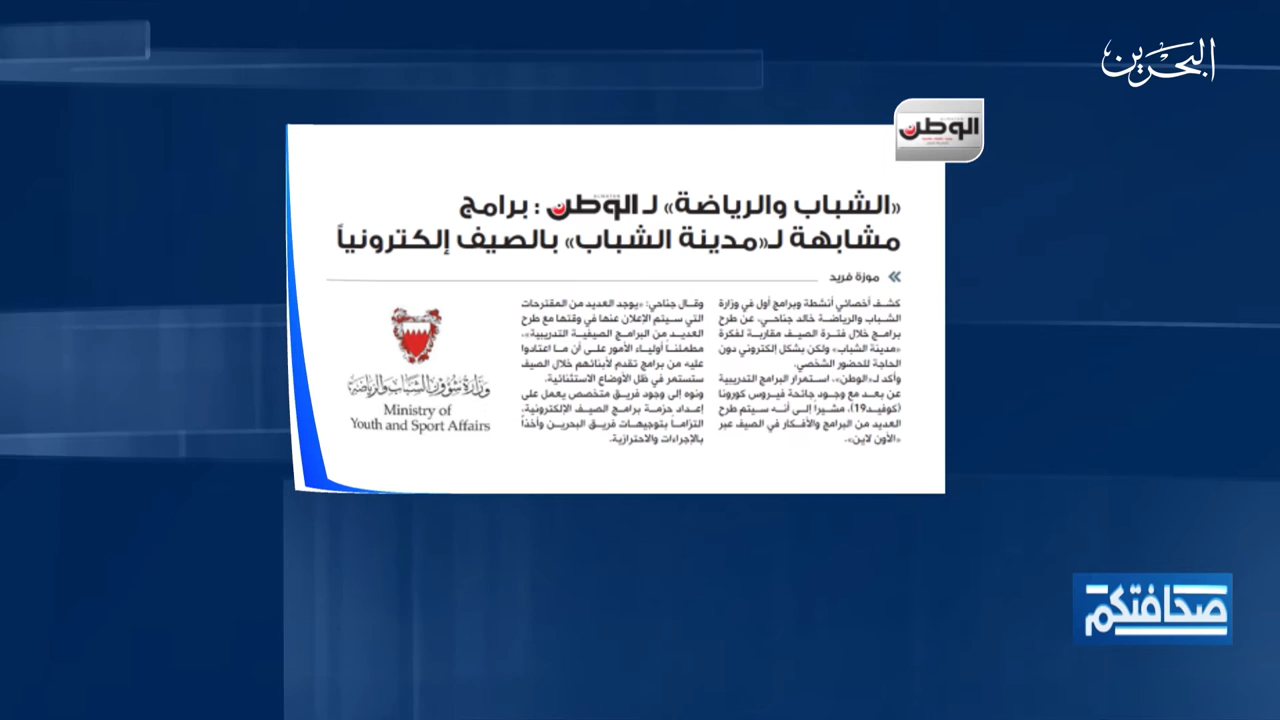 البحرين
الوطن
«الشباب والرياضة» لـ الوطن : برامج
مشابهة لـ«مدينة الشباب» بالصيف إلكترونياً
موزة فريد
كشف أخصائي أنشطة وبرامج أول في وزارة
الشباب والرياضة خالد جناحي، عن طرح
برامج خلال فترة الصيف مقاربة لفكرة
«مدينة الشباب» ولكن بشكل إلكتروني دون
الحاجة للحضور الشخصي.
وأكد لـ«الوطن»، استمرار البرامج التدريبية
عن بعد مع وجود جائحة فيروس كورونا
(كوفيد19)، مشيراً إلى أنه سيتم طرح
العديد من البرامج والأفكار في الصيف عبر
«الأون لاين».
وقال جناحي: «يوجد العديد من المقترحات
التي سيتم الإعلان عنها في وقتها مع طرح
العديد من البرامج الصيفية التدريبية»،
مطمئناً أولياء الأمور على أن ما اعتادوا
عليه من برامج تقدم لأبنائهم خلال الصيف
ستستمر في ظل الأوضاع الاستثنائية.
ونوه إلى وجود فريق متخصص يعمل على
إعداد حزمة برامج الصيف الإلكترونية،
التزاماً بتوجيهات فريق البحرين وأخذاً
بالإجراءات والاحترازية.
وزارة شؤون الشباب والرياضة
Ministry of
Youth and Sport Affairs
صحافتكم